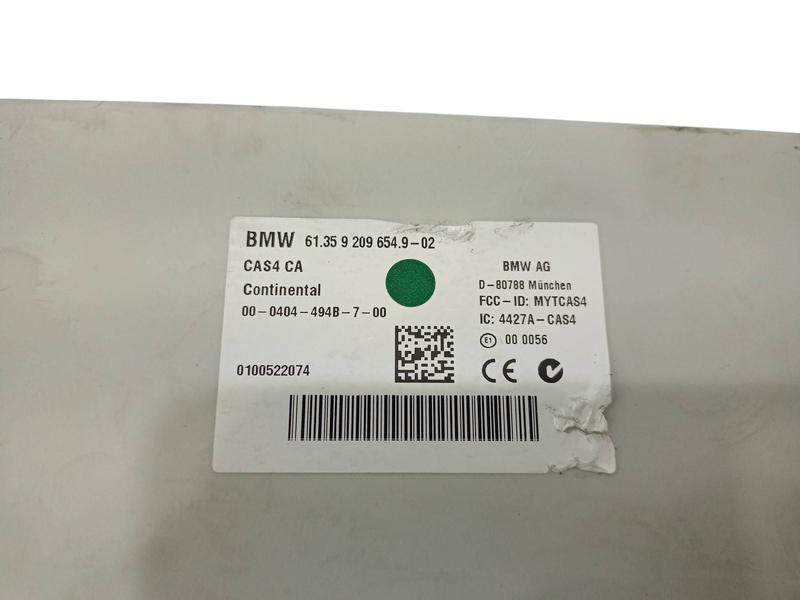 BMW 61.35 9 209 654.9-02
CAS4 CA
Continental
00-0404-494B-7-00
0100522074
BMW AG
D-80788 München
FCC-ID: MYTCAS4
IC: 4427A-CAS4
E1 00 0056
CE